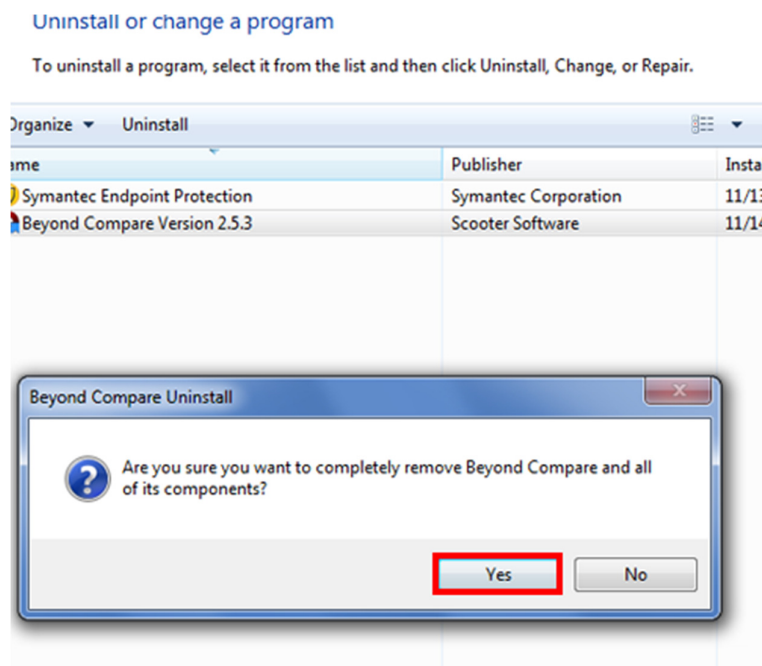 Uninstall or change a program
To uninstall a program, select it from the list and then click Uninstall, Change, or Repair.
Organize Uninstall
ame Publisher Insta
Symantec Endpoint Protection Symantec Corporation 11/13
Beyond Compare Version 2.5.3 Scooter Software 11/14
Beyond Compare Uninstall
Are you sure you want to completely remove Beyond Compare and all
of its components?
Yes No